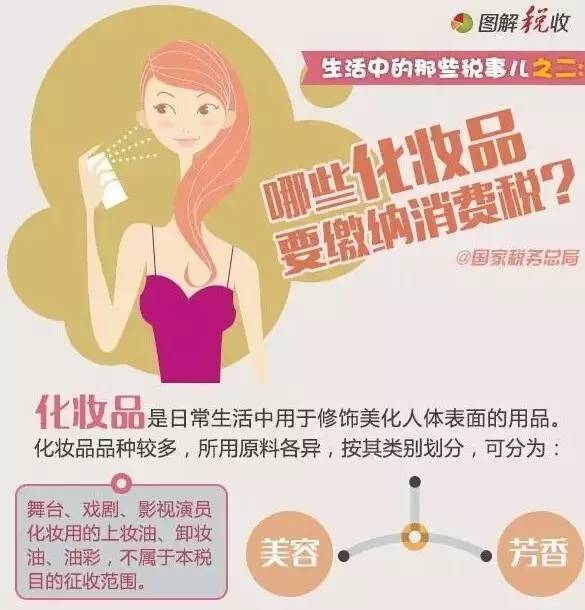 图解税收
生活中的那些税事儿之二:
哪些化妆品
要缴纳消费税?
@国家税务总局
化妆品是日常生活中用于修饰美化人体表面的用品。
化妆品品种较多，所用原料各异，按其类别划分，可分为：
舞台、戏剧、影视演员
化妆用的上妆油、卸妆
油、油彩，不属于本税
目的征收范围。
美容
芳香